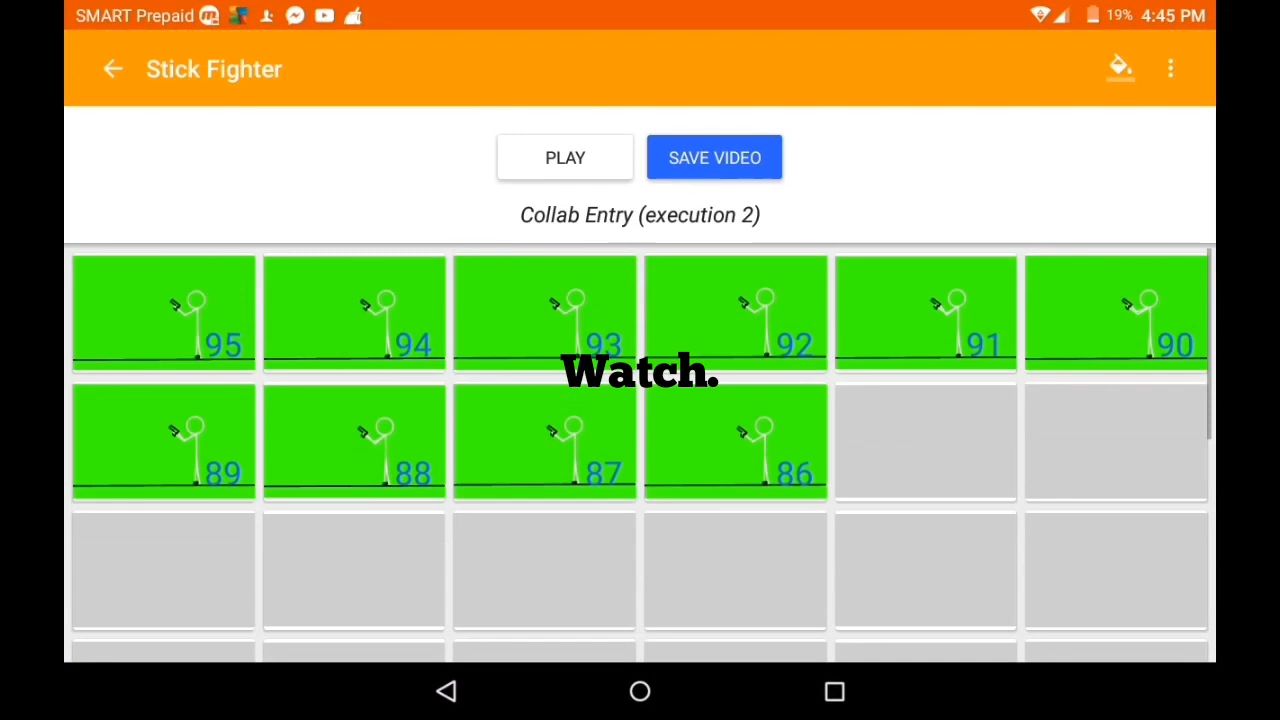 SMART Prepaid 19% 4:45 PM
Stick Fighter
PLAY SAVE VIDEO
Collab Entry (execution 2)
95 94 93 92 91 90
Watch.
89 88 87 86